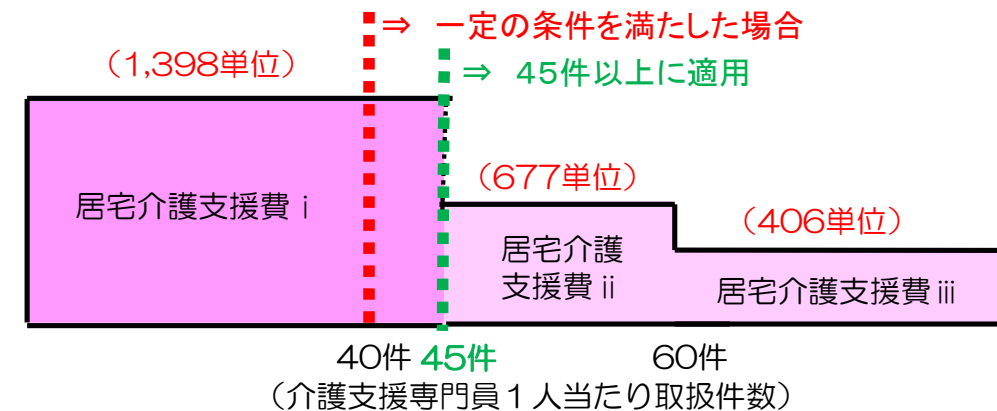 ⇒ 一定の条件を満たした場合
（1,398単位）
⇒ 45件以上に適用
（677単位）
居宅介護支援費ⅰ
（406単位）
居宅介護
支援費ⅱ
居宅介護支援費ⅲ
40件 45件 60件
（介護支援専門員１人当たり取扱件数）